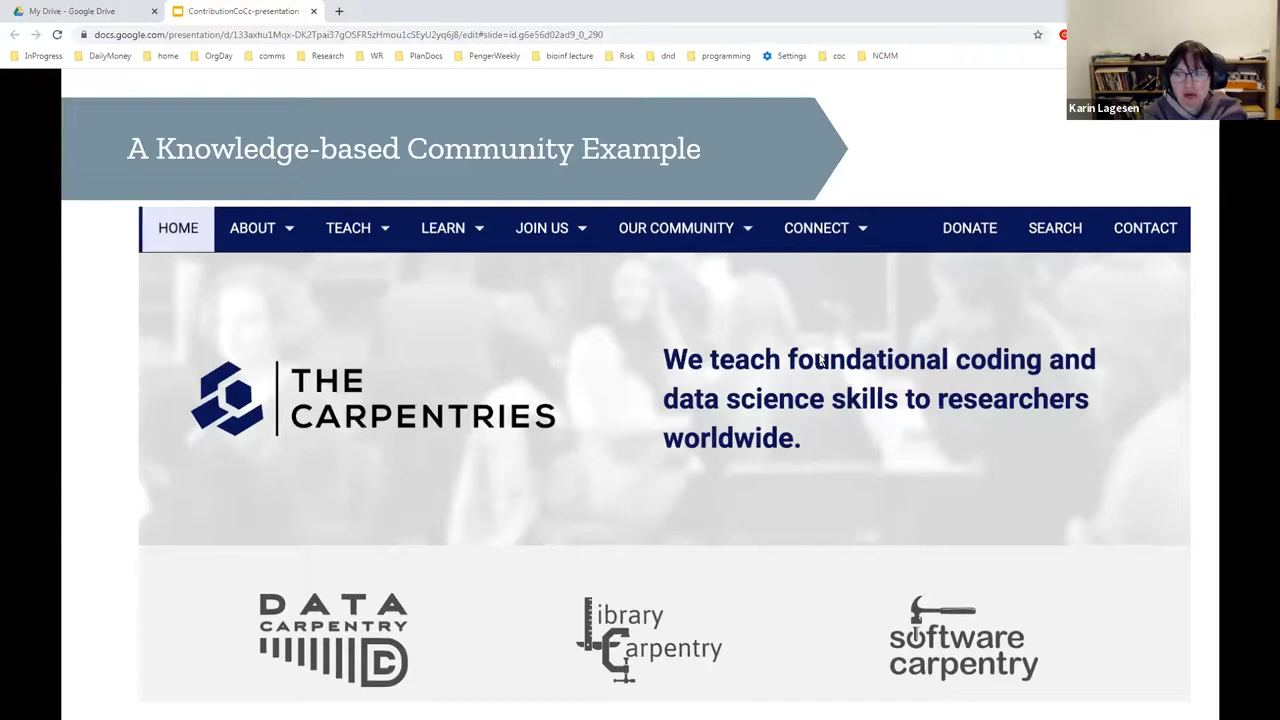 My Drive - Google Drive
ContributionCoCc-presentation
docs.google.com/presentation/d/133axhu1Mqx-DK2Tpai37gOSFR5zHmou1cSEyU2yq6j8/edit#slide=id.g6e56d02ad9_0_290
InProgress DailyMoney home OrgDay comms Research WR PlanDocs PengerWeekly bioinf lecture Risk dnd programming Settings coc NCMM
Karin Lagesen
A Knowledge-based Community Example
HOME ABOUT TEACH LEARN JOIN US OUR COMMUNITY CONNECT DONATE SEARCH CONTACT
THE
CARPENTRIES
We teach foundational coding and
data science skills to researchers
worldwide.
DATA
CARPENTRY
DC
Library
Carpentry
software
carpentry